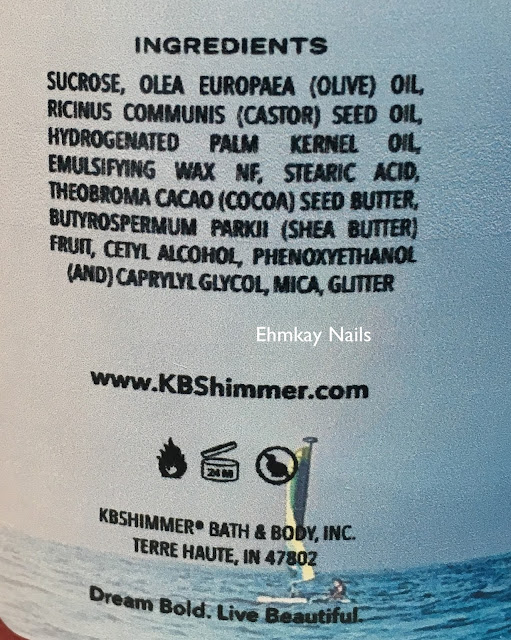 INGREDIENTS
SUCROSE, OLEA EUROPAEA (OLIVE) OIL,
RICINUS COMMUNIS (CASTOR) SEED OIL,
HYDROGENATED PALM KERNEL OIL,
EMULSIFYING WAX NF, STEARIC ACID,
THEOBROMA CACAO (COCOA) SEED BUTTER,
BUTYROSPERMUM PARKII (SHEA BUTTER)
FRUIT, CETYL ALCOHOL, PHENOXYETHANOL
(AND) CAPRYLYL GLYCOL, MICA, GLITTER
Ehmkay Nails
www.KBShimmer.com
24 M
KBSHIMMER® BATH & BODY, INC.
TERRE HAUTE, IN 47802
Dream Bold. Live Beautiful.